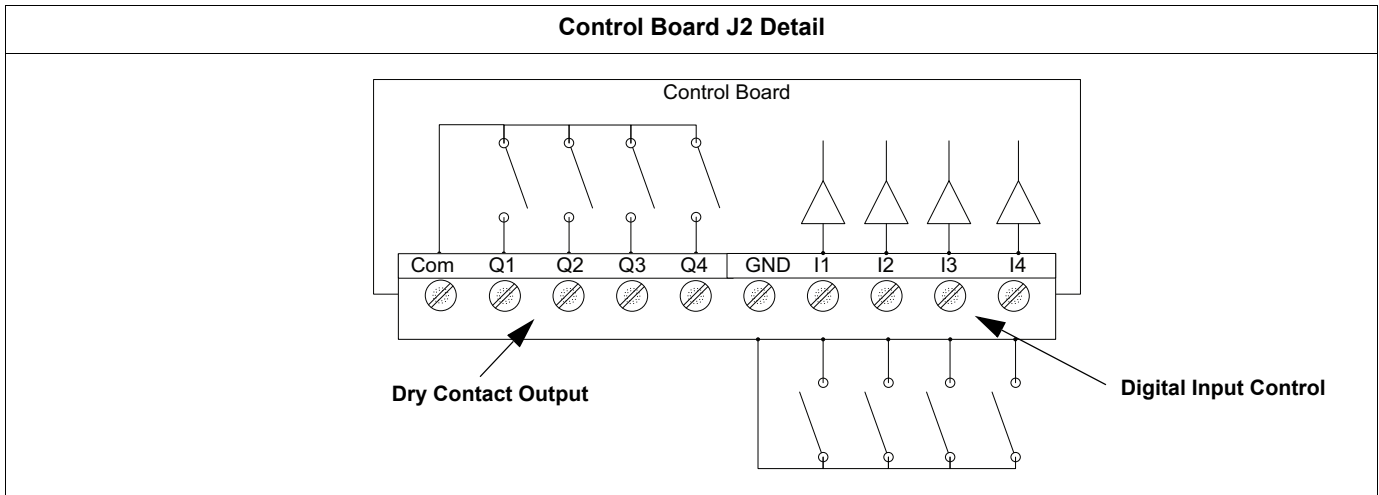 Control Board J2 Detail
Control Board
Com Q1 Q2 Q3 Q4 GND I1 I2 I3 I4
Dry Contact Output
Digital Input Control